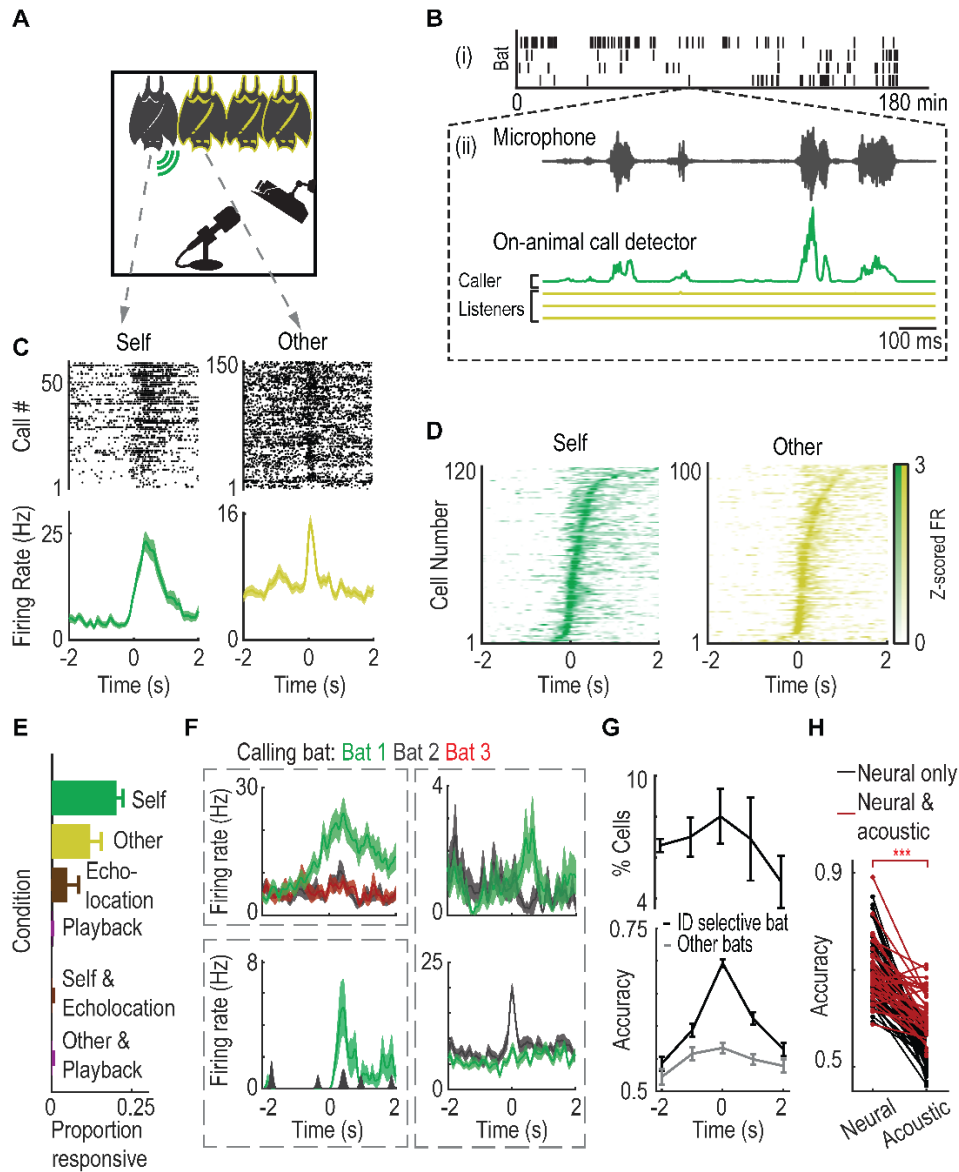 A
B
(i)
Bat
0
180 min
(ii)
Microphone
On-animal call detector
Caller
Listeners
100 ms
C
Self
Other
Call #
50
1
150
1
Firing Rate (Hz)
25
0
16
0
-2
0
2
-2
0
2
Time (s)
Time (s)
D
Self
Other
Cell Number
120
1
100
1
-2
0
2
-2
0
2
Time (s)
Time (s)
3
0
Z-scored FR
E
Condition
Self
Other
Echo-
location
Playback
Self &
Echolocation
Other &
Playback
0
0.25
Proportion
responsive
F
Calling bat: Bat 1 Bat 2 Bat 3
Firing rate (Hz)
30
0
-2
0
2
4
0
-2
0
2
Firing rate (Hz)
8
0
-2
0
2
Time (s)
25
0
-2
0
2
Time (s)
G
% Cells
10
4
ID selective bat
Other bats
Accuracy
0.75
0.5
-2
0
2
Time (s)
H
Neural only
Neural &
acoustic
***
Accuracy
0.9
0.5
Neural
Acoustic